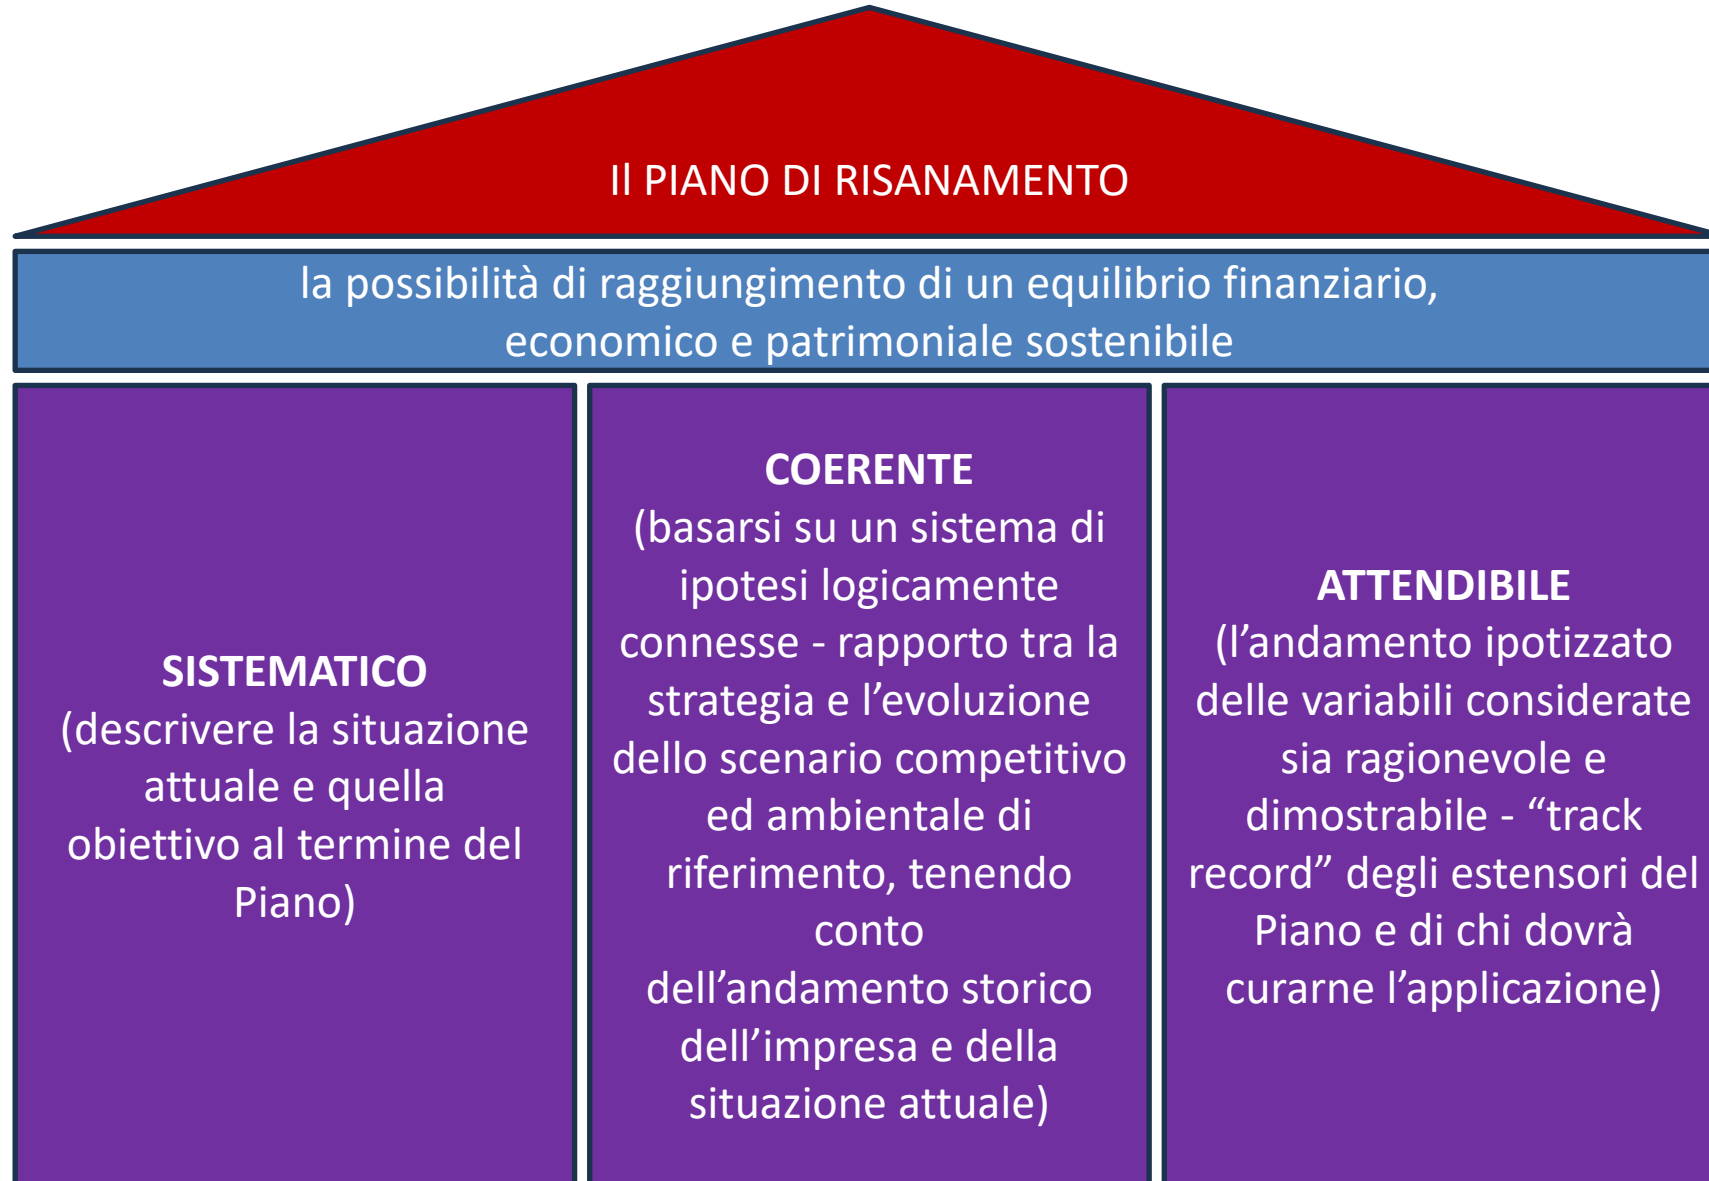 Il PIANO DI RISANAMENTO
la possibilità di raggiungimento di un equilibrio finanziario,
economico e patrimoniale sostenibile
SISTEMATICO
(descrivere la situazione
attuale e quella
obiettivo al termine del
Piano)
COERENTE
(basarsi su un sistema di
ipotesi logicamente
connesse - rapporto tra la
strategia e l’evoluzione
dello scenario competitivo
ed ambientale di
riferimento, tenendo
conto
dell’andamento storico
dell’impresa e della
situazione attuale)
ATTENDIBILE
(l’andamento ipotizzato
delle variabili considerate
sia ragionevole e
dimostrabile - “track
record” degli estensori del
Piano e di chi dovrà
curarne l’applicazione)